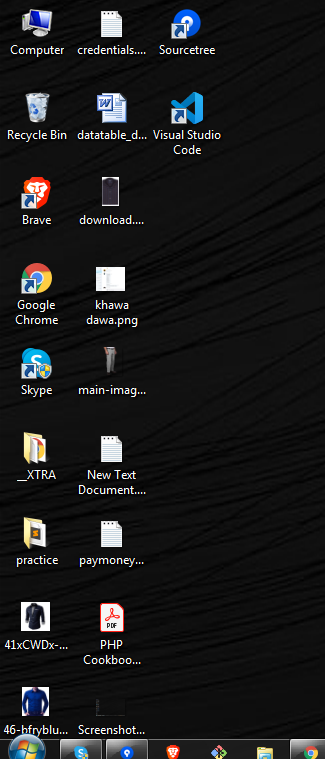 Computer
credentials....
Sourcetree
Recycle Bin
datatable_d...
Visual Studio
Code
Brave
download....
Google
Chrome
khawa
dawa.png
Skype
main-imag...
__XTRA
New Text
Document....
practice
paymoney...
41xCWDx-...
PDF
PHP
Cookboo...
46-bfryblu...
Screenshot...